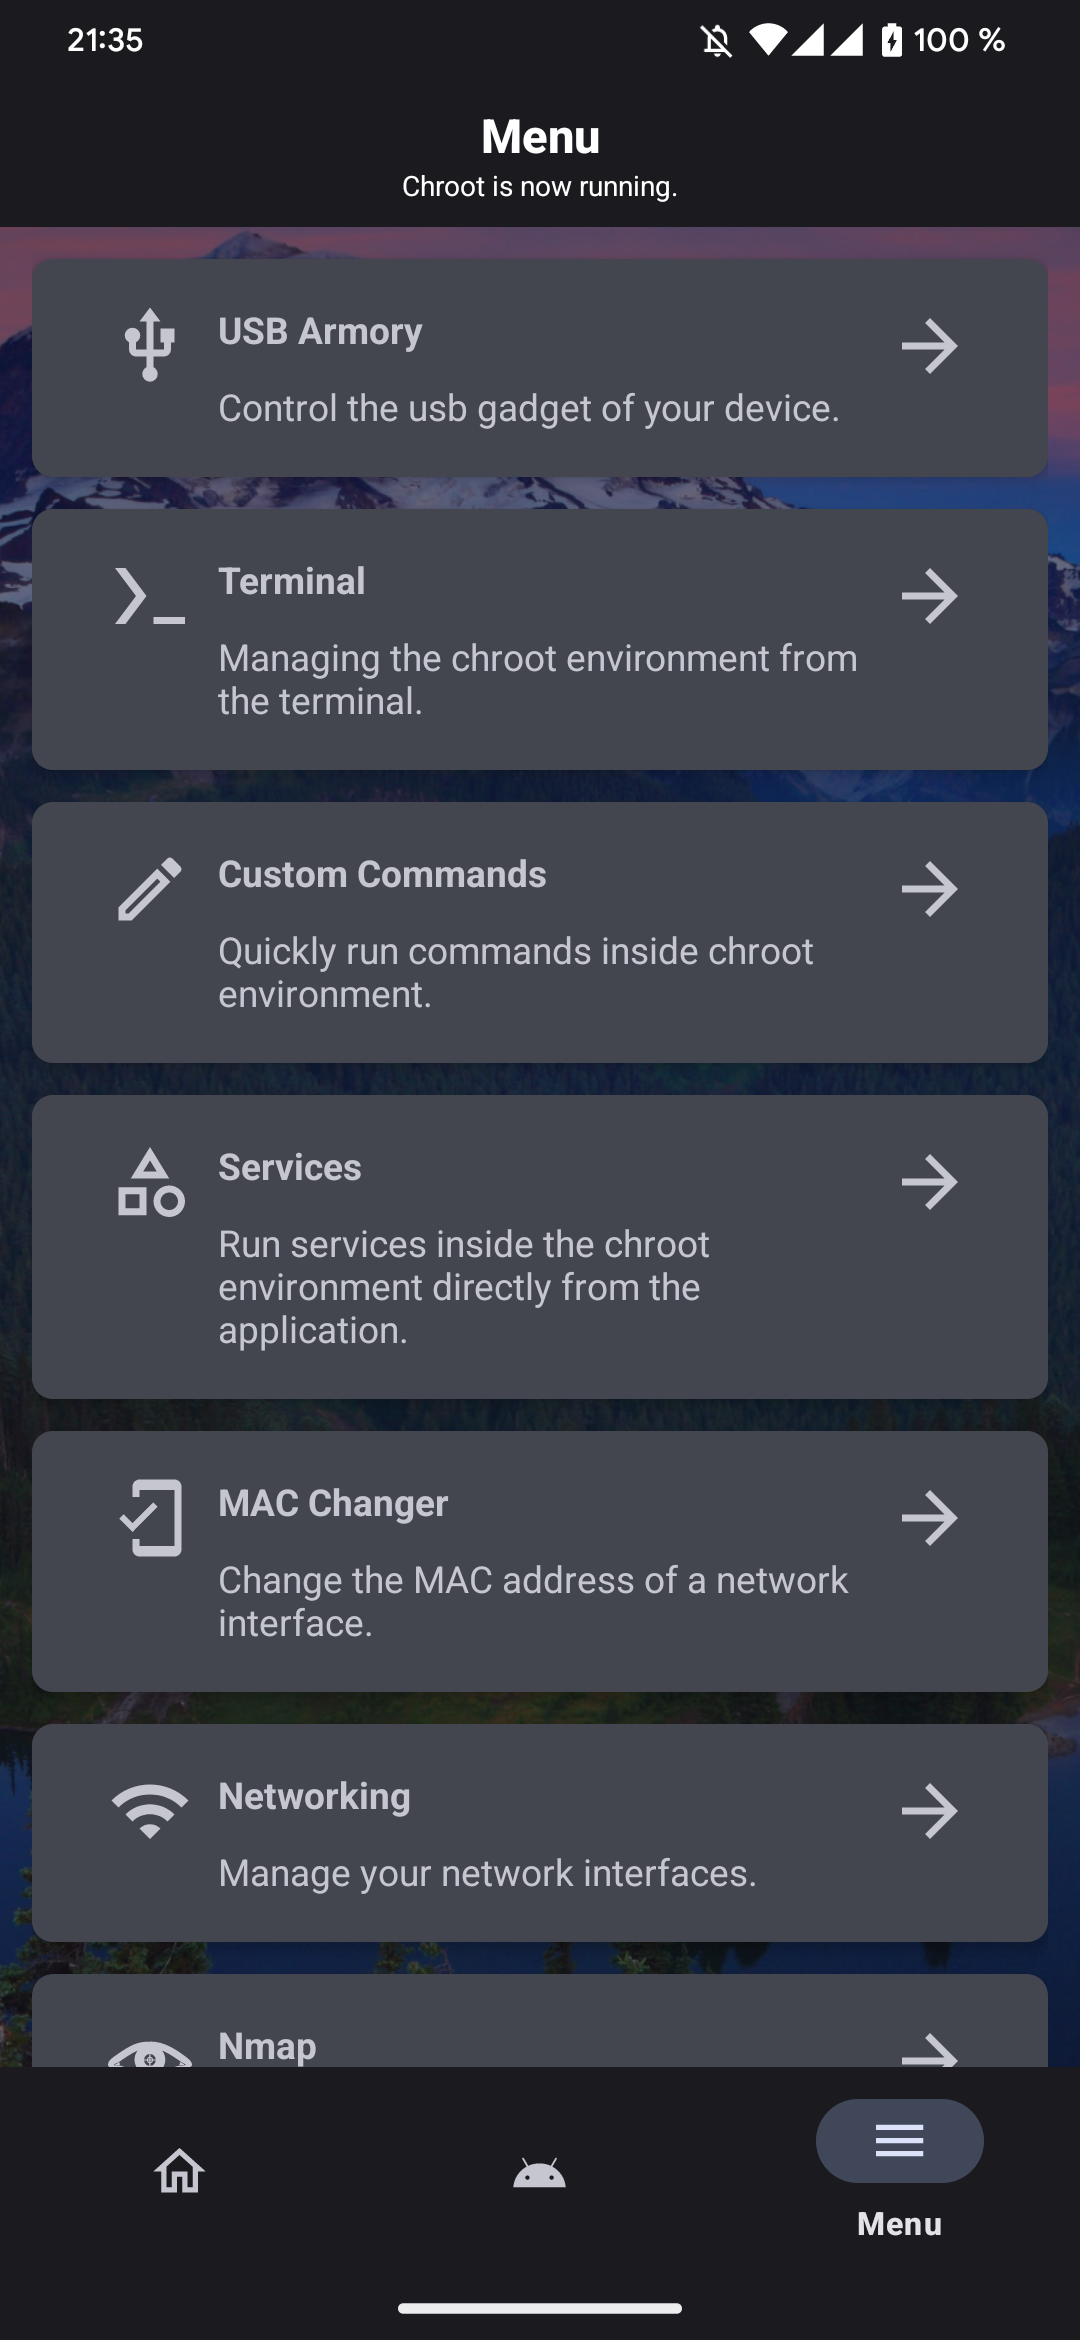 21:35
100 %
Menu
Chroot is now running.
USB Armory
Control the usb gadget of your device.
Terminal
Managing the chroot environment from
the terminal.
Custom Commands
Quickly run commands inside chroot
environment.
Services
Run services inside the chroot
environment directly from the
application.
MAC Changer
Change the MAC address of a network
interface.
Networking
Manage your network interfaces.
Nmap
Menu